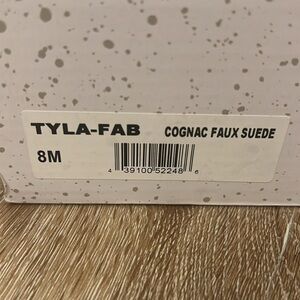 TYLA-FAB COGNAC FAUX SUEDE
8M
4 39100 52248 6